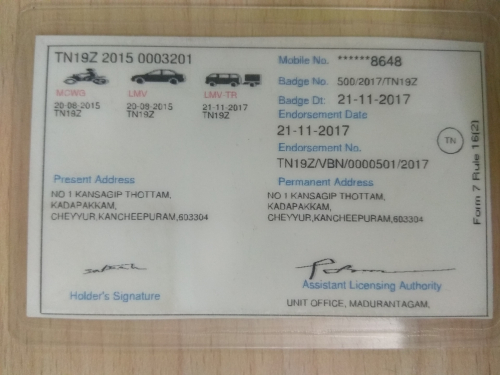 TN19Z 2015 0003201
MCWG LMV LMV-TR
20-08-2015 20-08-2015 21-11-2017
TN19Z TN19Z TN19Z
Mobile No. ******8648
Badge No. 500/2017/TN19Z
Badge Dt: 21-11-2017
Endorsement Date
21-11-2017
Endorsement No.
TN19Z/VBN/0000501/2017
TN
Form 7 Rule 16(2)
Present Address
NO 1 KANSAGIP THOTTAM,
KADAPAKKAM,
CHEYYUR,KANCHEEPURAM,603304
Permanent Address
NO 1 KANSAGIP THOTTAM,
KADAPAKKAM,
CHEYYUR,KANCHEEPURAM,603304
Holder's Signature
Assistant Licensing Authority
UNIT OFFICE, MADURANTAGAM,